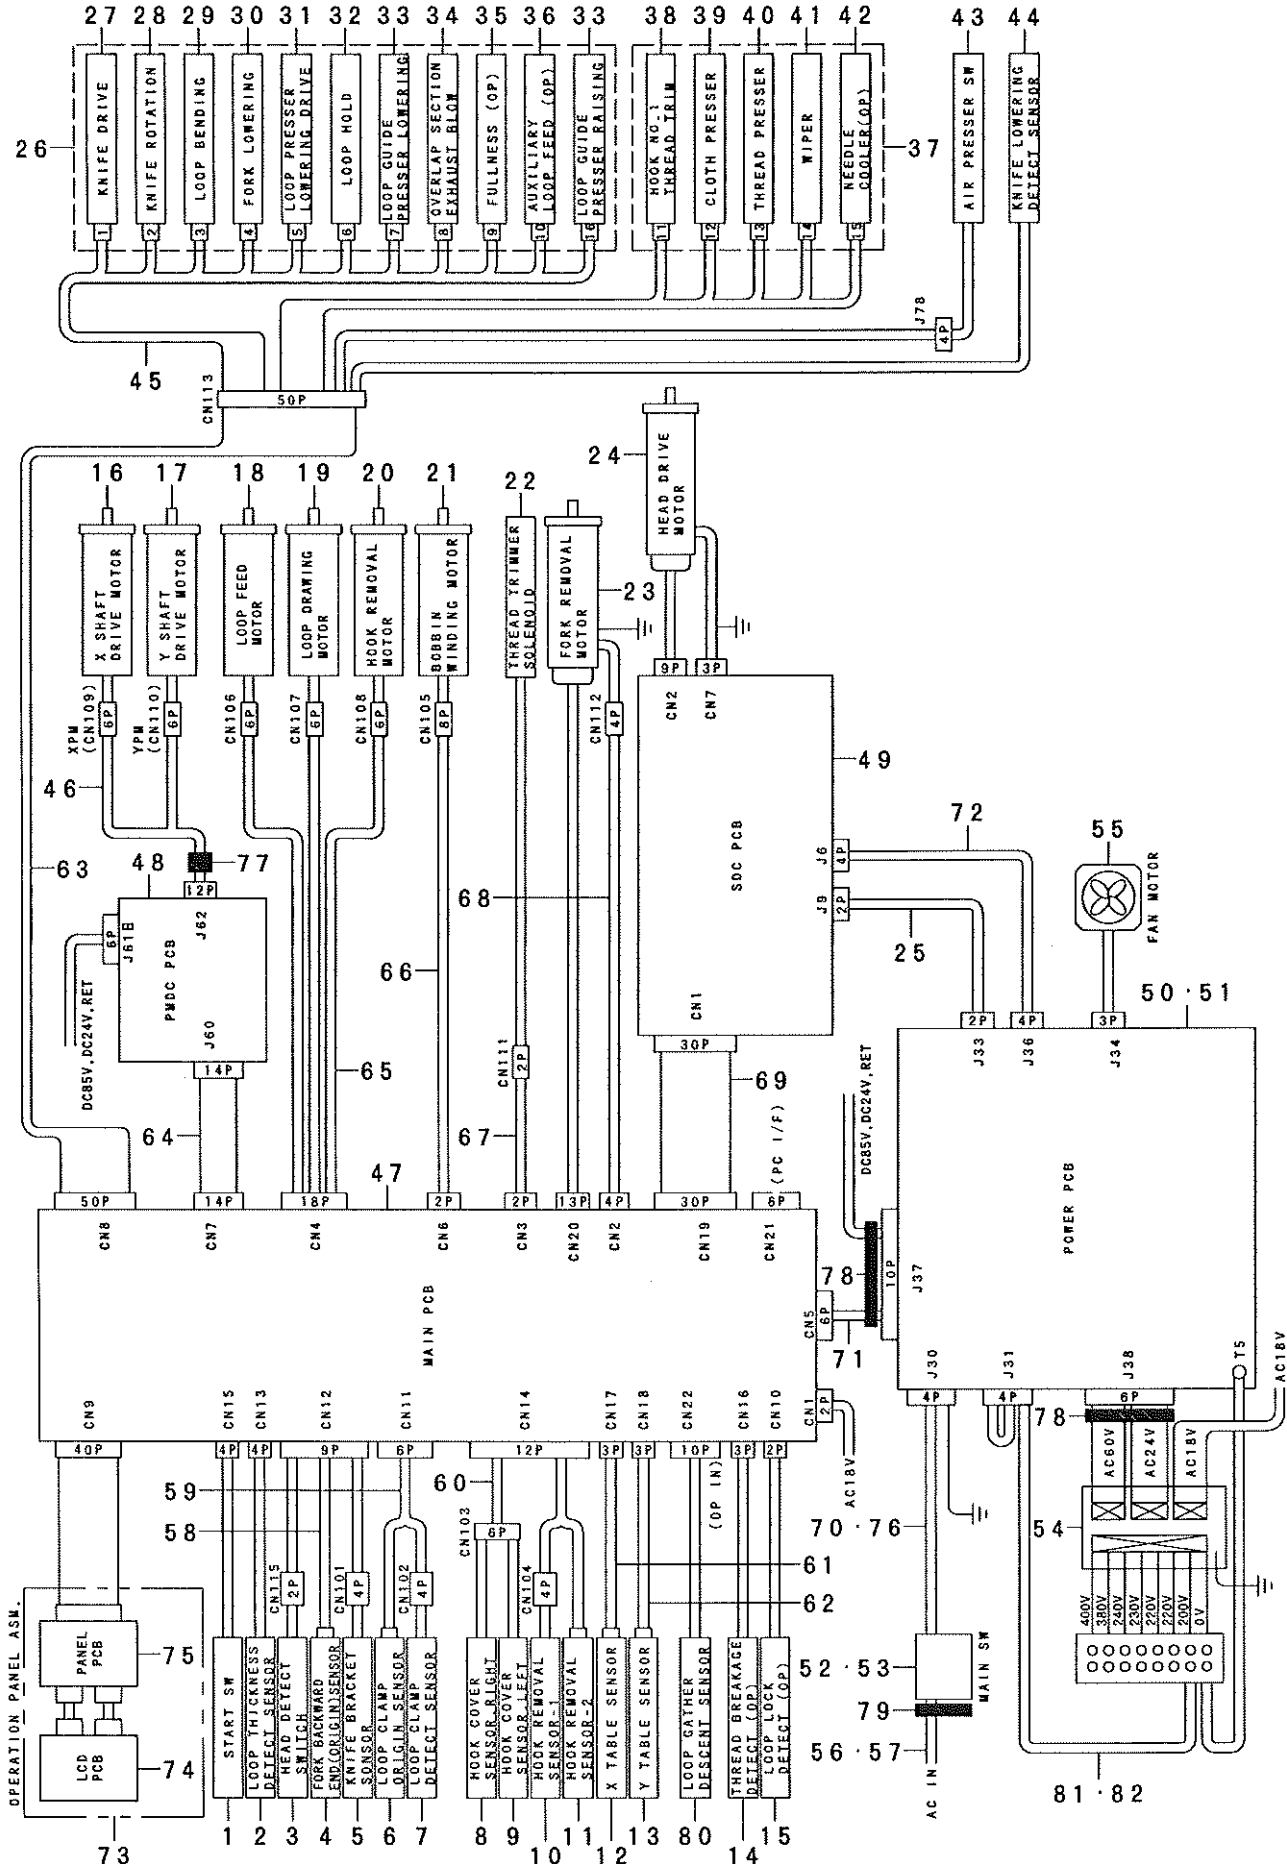 27 28 29 30 31 32 33 34 35 36 33 38 39 40 41 42 43 44
KNIFE DRIVE
KNIFE ROTATION
LOOP BENDING
FORK LOWERING
LOOP PRESSER
LOWERING DRIVE
LOOP HOLD
LOOP GUIDE
PRESSER LOWERING
OVERLAP SECTION
EXHAUST BLOW
FULLNESS (OP)
AUXILIARY
LOOP FEED (OP)
LOOP GUIDE
PRESSER RAISING
HOOK NO.1
THREAD TRIM
CLOTH PRESSER
THREAD PRESSER
WIPER
NEEDLE
COOLER(OP)
AIR PRESSER SW
KNIFE LOWERING
DETECT SENSOR
26
37
1 2 3 4 5 6 7 8 9 10 16 11 12 13 14 15
J78
4P
45
CN113
50P
24
HEAD DRIVE
MOTOR
16 17 18 19 20 21 22
23
X SHAFT
DRIVE MOTOR
Y SHAFT
DRIVE MOTOR
LOOP FEED
MOTOR
LOOP DRAWING
MOTOR
HOOK REMOVAL
MOTOR
BOBBIN
WINDING MOTOR
THREAD TRIMMER
SOLENOID
FORK REMOVAL
MOTOR
9P 3P
CN2 CN7
XPM
(CN109)
6P
YPM
(CN110)
6P
CN106
6P
CN107
6P
CN108
6P
CN105
8P
CN112
4P
49
46
SDC PCB
J6
4P
72
55
FAN MOTOR
63
48
77
12P
J62
68
J9
2P
25
6P
J61B
PMDC PCB
66
DC85V,DC24V,RET
J60
14P
CN1
30P
50·51
2P 4P 3P
J33 J36 J34
CN111
2P
65
69
64
67
(PC I/F)
DC85V,DC24V,RET
47
50P 14P 18P 2P 2P 13P 4P 30P 6P
CN8 CN7 CN4 CN6 CN3 CN20 CN2 CN19 CN21
POWER PCB
78
10P
J37
MAIN PCB
CN5
6P
71
J30 J31 J38 T5
4P 4P 6P
CN9 CN15 CN13 CN12 CN11 CN14 CN17 CN18 CN22 CN16 CN10
CN1
2P
AC18V
40P 4P 4P 9P 6P 12P 3P 3P 10P 3P 2P
(OP IN)
AC18V
78
AC60V
AC24V
AC18V
59
60
58
CN103
6P
70·76
54
61
CN115
2P
CN101
4P
CN102
4P
CN104
4P
62
400V
380V
240V
230V
220V
220V
200V
0V
OPERATION PANEL ASM.
PANEL
PCB
75
LCD
PCB
74
73
START SW
LOOP THICKNESS
DETECT SENSOR
HEAD DETECT
SWITCH
FORK BACKWARD
END(ORIGIN)SENSOR
KNIFE BRACKET
SONSOR
LOOP CLAMP
ORIGIN SENSOR
LOOP CLAMP
DETECT SENSOR
HOOK COVER
SENSOR,RIGHT
HOOK COVER
SENSOR,LEFT
HOOK REMOVAL
SENSOR-1
HOOK REMOVAL
SENSOR-2
X TABLE SENSOR
Y TABLE SENSOR
LOOP GATHER
DESCENT SENSOR
THREAD BREAKAGE
DETECT (OP)
LOOP LOCK
DETECT (OP)
52·53
MAIN SW
79
56·57
AC IN
81·82
1 2 3 4 5 6 7 8 9 10 11 12 13 80 14 15